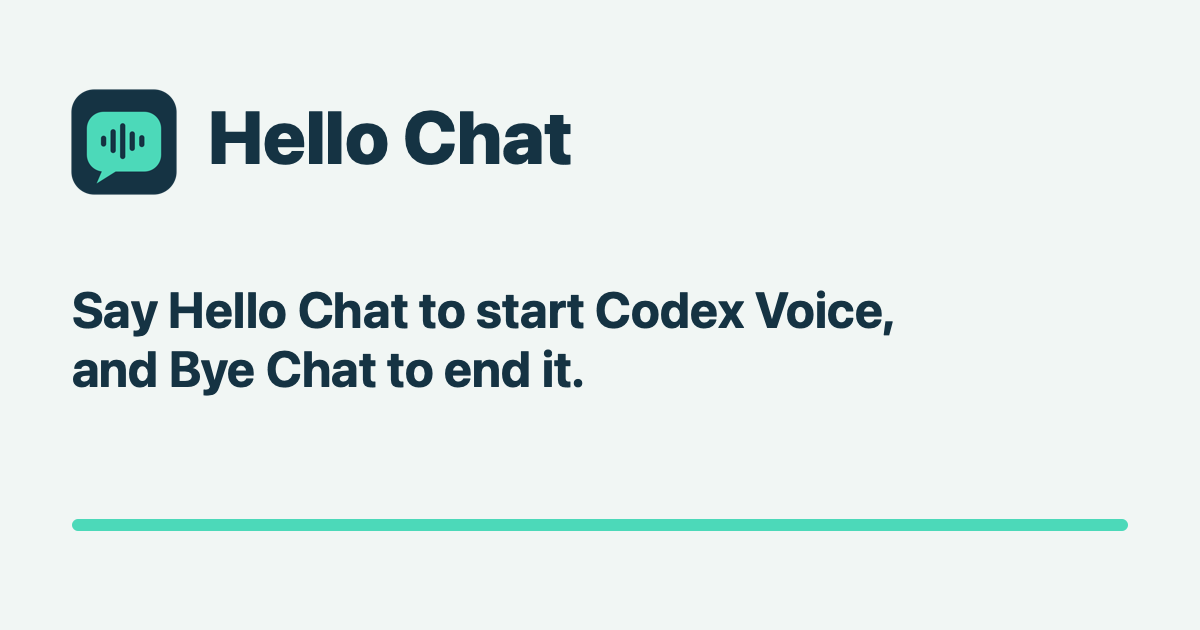 Hello Chat
Say Hello Chat to start Codex Voice,
and Bye Chat to end it.